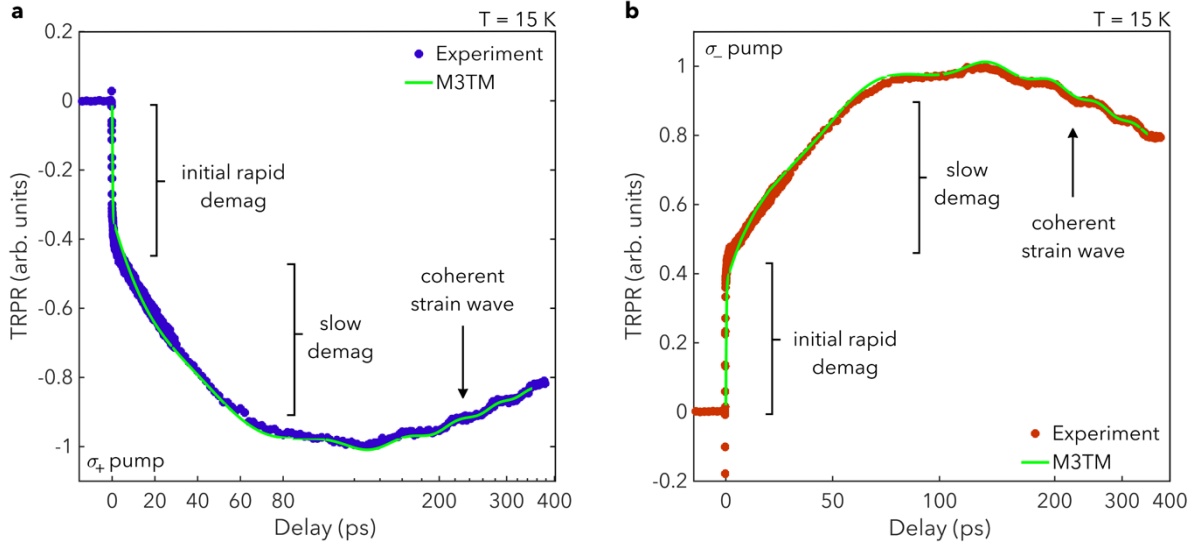 a
T = 15 K
0.2
0
-0.2
-0.4
-0.6
-0.8
-1
TRPR (arb. units)
Experiment
M3TM
initial rapid
demag
slow
demag
coherent
strain wave
σ+ pump
0 20 40 60 80 200 300 400
Delay (ps)
b
T = 15 K
σ- pump
1
0.8
0.6
0.4
0.2
0
-0.2
TRPR (arb. units)
slow
demag
coherent
strain wave
initial rapid
demag
Experiment
M3TM
0 50 100 200 300 400
Delay (ps)